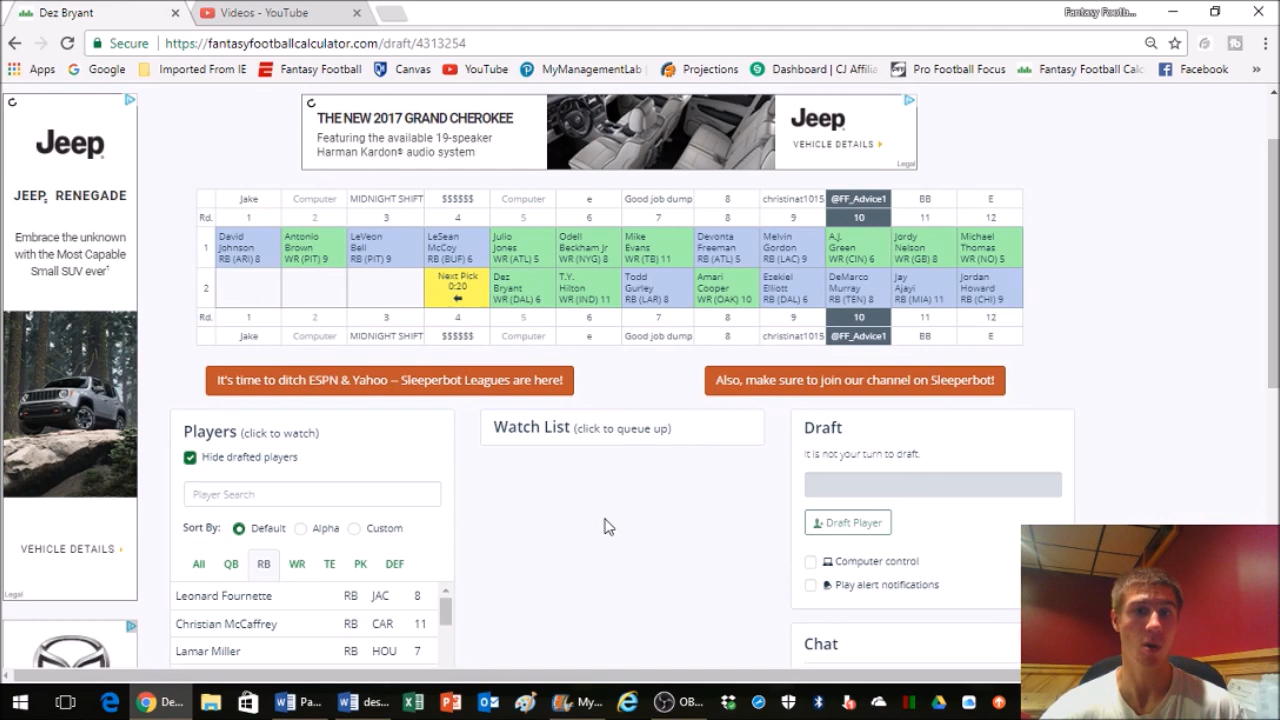 Dez Bryant
Videos - YouTube
Fantasy Footb...
Secure
https://fantasyfootballcalculator.com/draft/4313254
Apps
Google
Imported From IE
Fantasy Football
Canvas
YouTube
MyManagementLab
Projections
Dashboard | CJ Affilia
Pro Football Focus
Fantasy Football Calc
Facebook
»
Jeep
JEEP RENEGADE
Embrace the unknown
with the Most Capable
Small SUV ever†
VEHICLE DETAILS
Legal
THE NEW 2017 GRAND CHEROKEE
Featuring the available 19-speaker
Harman Kardon® audio system
Jeep
VEHICLE DETAILS
Legal
Jake Computer MIDNIGHT SHIFT $$$$$$ Computer e Good job dump 8 christinat1015 @FF_Advice1 BB E
Rd. 1 2 3 4 5 6 7 8 9 10 11 12
1 David Antonio LeVeon LeSean Julio Odell Mike Devonta Melvin A.J. Jordy Michael
Johnson Brown Bell McCoy Jones Beckham Jr Evans Freeman Gordon Green Nelson Thomas
RB (ARI) 8 WR (PIT) 9 RB (PIT) 9 RB (BUF) 6 WR (ATL) 5 WR (NYG) 8 WR (TB) 11 RB (ATL) 5 RB (LAC) 9 WR (CIN) 6 WR (GB) 8 WR (NO) 5
2 Next Pick Dez T.Y. Todd Amari Ezekiel DeMarco Jay Jordan
0:20 Bryant Hilton Gurley Cooper Elliott Murray Ajayi Howard
WR (DAL) 6 WR (IND) 11 RB (LAR) 8 WR (OAK) 10 RB (DAL) 6 RB (TEN) 8 RB (MIA) 11 RB (CHI) 9
Rd. 1 2 3 4 5 6 7 8 9 10 11 12
Jake Computer MIDNIGHT SHIFT $$$$$$ Computer e Good job dump 8 christinat1015 @FF_Advice1 BB E
It's time to ditch ESPN & Yahoo -- Sleeperbot Leagues are here!
Also, make sure to join our channel on Sleeperbot!
Players (click to watch)
Hide drafted players
Player Search
Sort By: Default Alpha Custom
All QB RB WR TE PK DEF
Leonard Fournette RB JAC 8
Christian McCaffrey RB CAR 11
Lamar Miller RB HOU 7
Watch List (click to queue up)
Draft
It is not your turn to draft.
Draft Player
Computer control
Play alert notifications
Chat
De...
Pa...
des...
My...
OB...